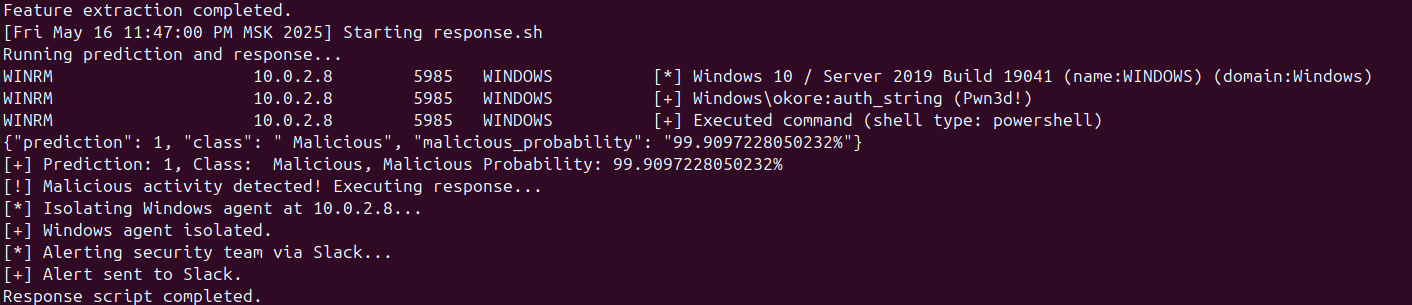 Feature extraction completed.
[Fri May 16 11:47:00 PM MSK 2025] Starting response.sh
Running prediction and response...
WINRM                    10.0.2.8        5985   WINDOWS          [*] Windows 10 / Server 2019 Build 19041 (name:WINDOWS) (domain:Windows)
WINRM                    10.0.2.8        5985   WINDOWS          [+] Windows\okore:auth_string (Pwn3d!)
WINRM                    10.0.2.8        5985   WINDOWS          [+] Executed command (shell type: powershell)
{"prediction": 1, "class": " Malicious", "malicious_probability": "99.9097228050232%"}
[+] Prediction: 1, Class:  Malicious, Malicious Probability: 99.9097228050232%
[!] Malicious activity detected! Executing response...
[*] Isolating Windows agent at 10.0.2.8...
[+] Windows agent isolated.
[*] Alerting security team via Slack...
[+] Alert sent to Slack.
Response script completed.